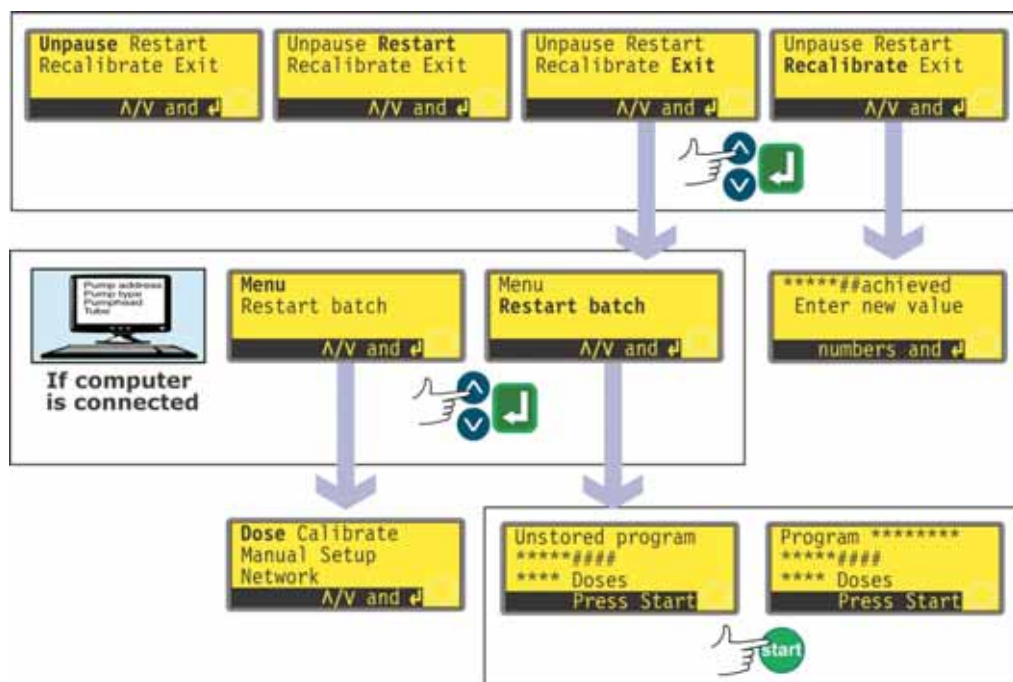 Unpause Restart
Recalibrate Exit
∧/∨ and ↵
Unpause Restart
Recalibrate Exit
∧/∨ and ↵
Unpause Restart
Recalibrate Exit
∧/∨ and ↵
Unpause Restart
Recalibrate Exit
∧/∨ and ↵
Pump address
Pump type
Pumphead
Tube
If computer
is connected
Menu
Restart batch
∧/∨ and ↵
Menu
Restart batch
∧/∨ and ↵
*****##achieved
Enter new value
numbers and ↵
Dose Calibrate
Manual Setup
Network
∧/∨ and ↵
Unstored program
*****####
**** Doses
Press Start
Program ********
*****####
**** Doses
Press Start
start